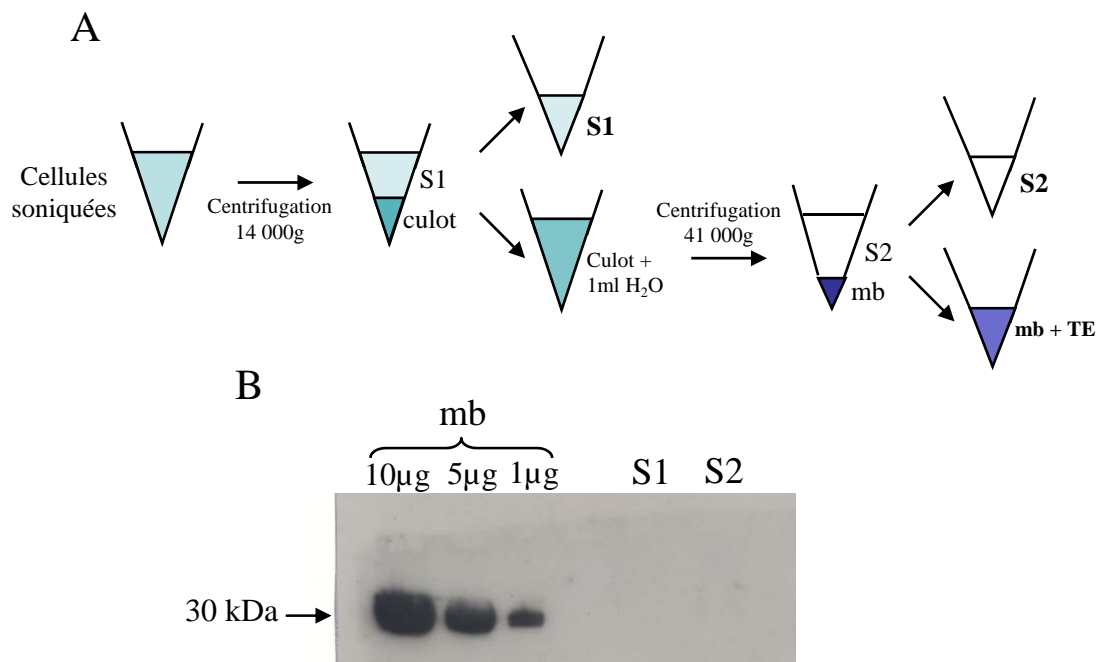 A
Cellules
soniquées
Centrifugation
14 000g
S1
culot
S1
Culot +
1ml H₂O
Centrifugation
41 000g
S2
mb
S2
mb + TE
B
mb
10µg 5µg 1µg S1 S2
30 kDa